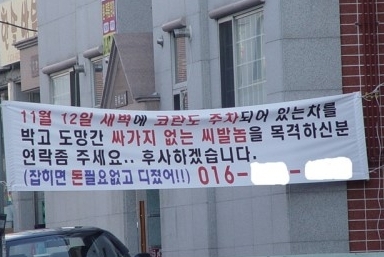 11월 12일 새벽에 코란도 주차되어 있는차를
박고 도망간 싸가지 없는 씨발놈을 목격하신분
연락좀 주세요.. 후사하겠습니다.
(잡히면 돈필요없고 디졌어!!) 016- -